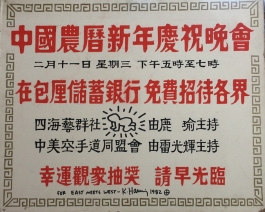 中國農曆新年慶祝晚會
二月十一日 星期三 下午五時至七時
在包厘儲蓄銀行 免費招待各界
四海藝群社 由鹿 瑜主持
中美空手道同盟會 由雷光輝主持
幸運觀眾抽獎 請早光臨
FOR EAST MEETS WEST - K. Haring 1982